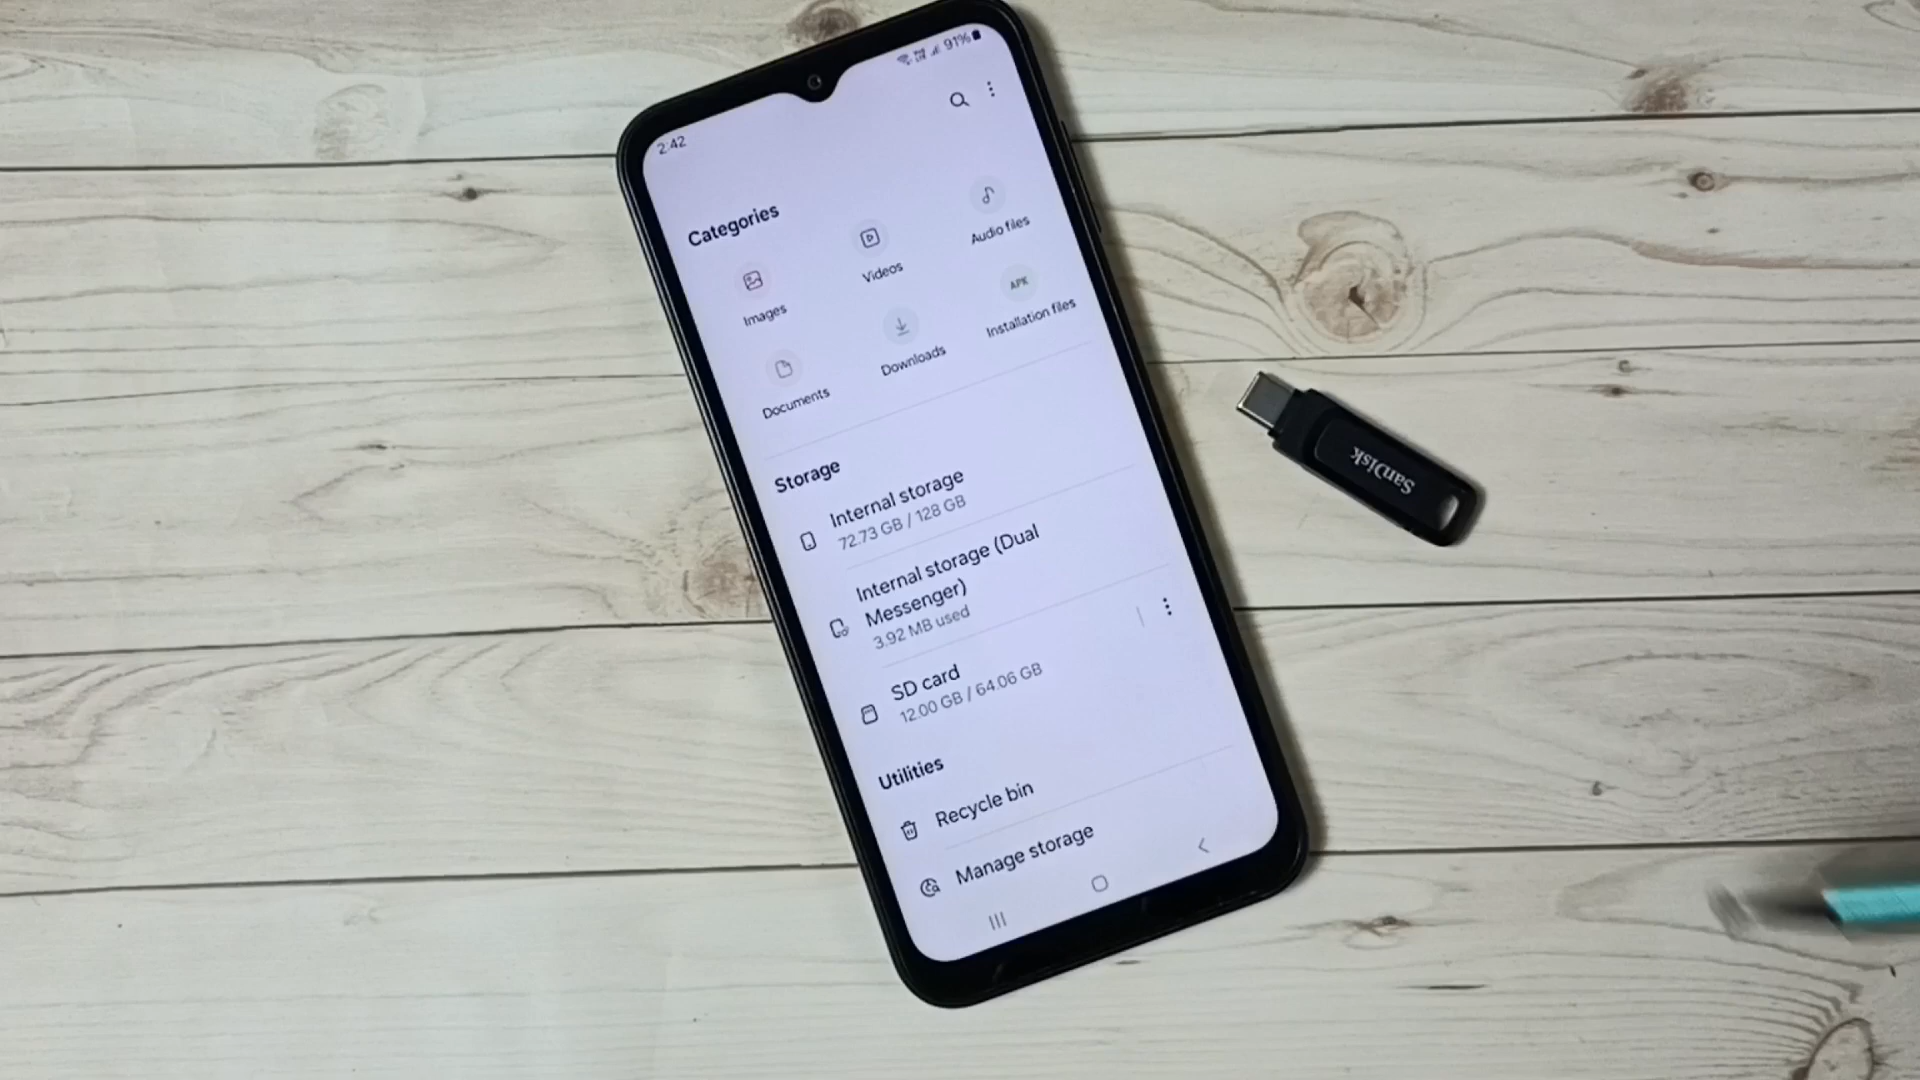 2:42
91%
Categories
Images
Videos
Audio files
Documents
Downloads
APK
Installation files
Storage
Internal storage
72.73 GB / 128 GB
Internal storage (Dual
Messenger)
3.92 MB used
SD card
12.00 GB / 64.06 GB
Utilities
Recycle bin
Manage storage
SanDisk